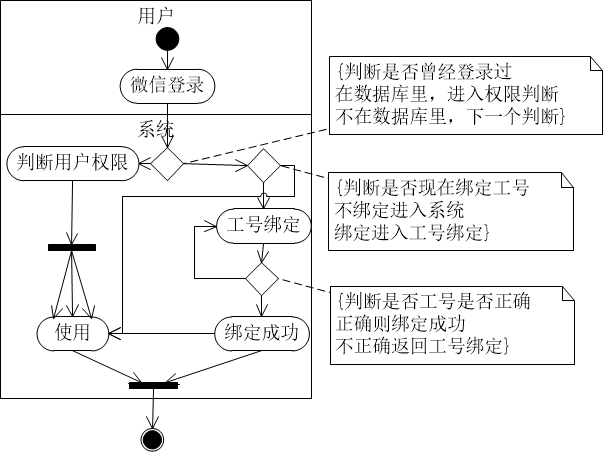 用户
微信登录
系统
判断用户权限
工号绑定
使用
绑定成功
{判断是否曾经登录过
在数据库里，进入权限判断
不在数据库里，下一个判断}
{判断是否现在绑定工号
不绑定进入系统
绑定进入工号绑定}
{判断是否工号是否正确
正确则绑定成功
不正确返回工号绑定}